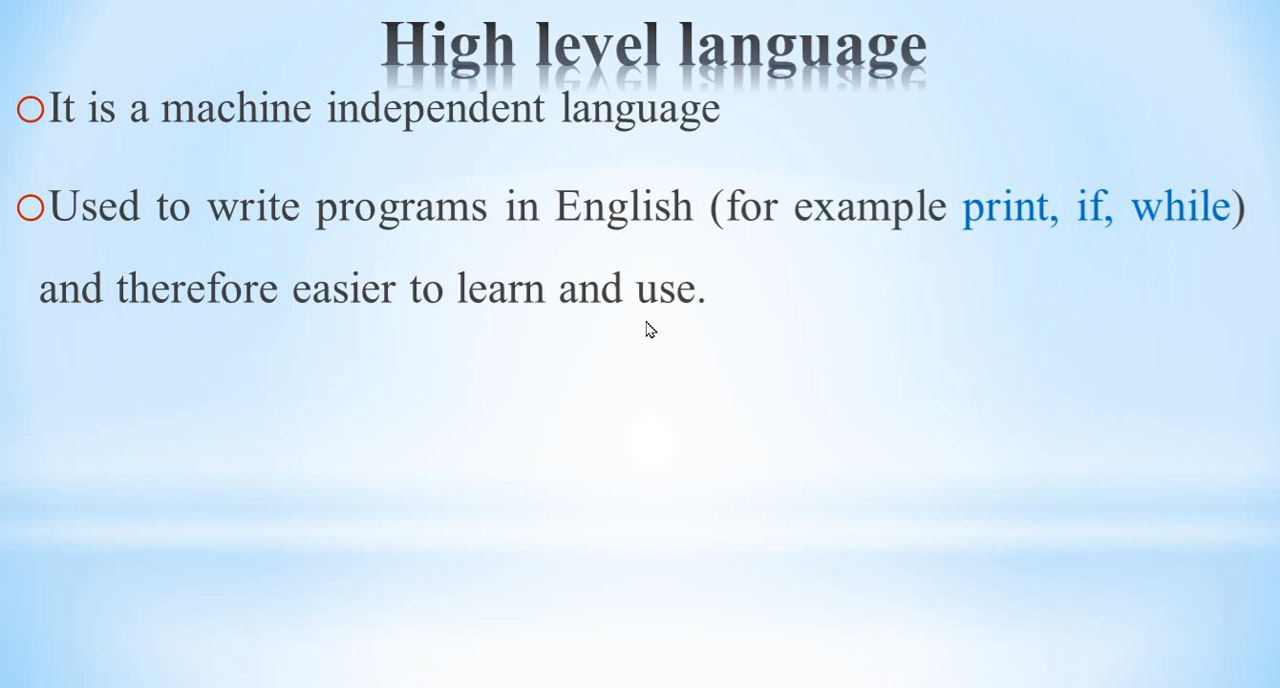 High level language
It is a machine independent language
Used to write programs in English (for example print, if, while)
and therefore easier to learn and use.